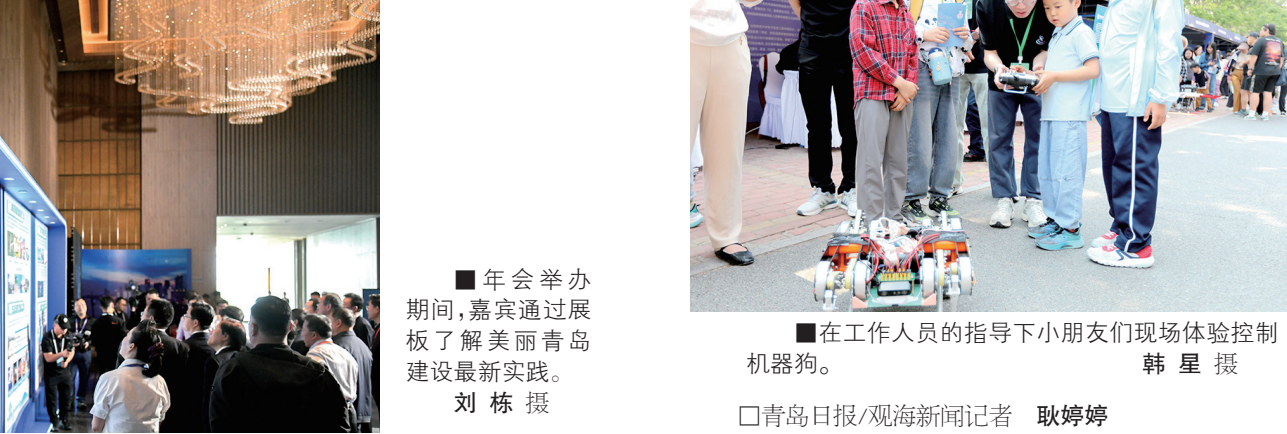 ■年会举办
期间，嘉宾通过展
板了解美丽青岛
建设最新实践。
刘 栋 摄
■在工作人员的指导下小朋友们现场体验控制
机器狗。 韩 星 摄
□青岛日报/观海新闻记者 耿婷婷